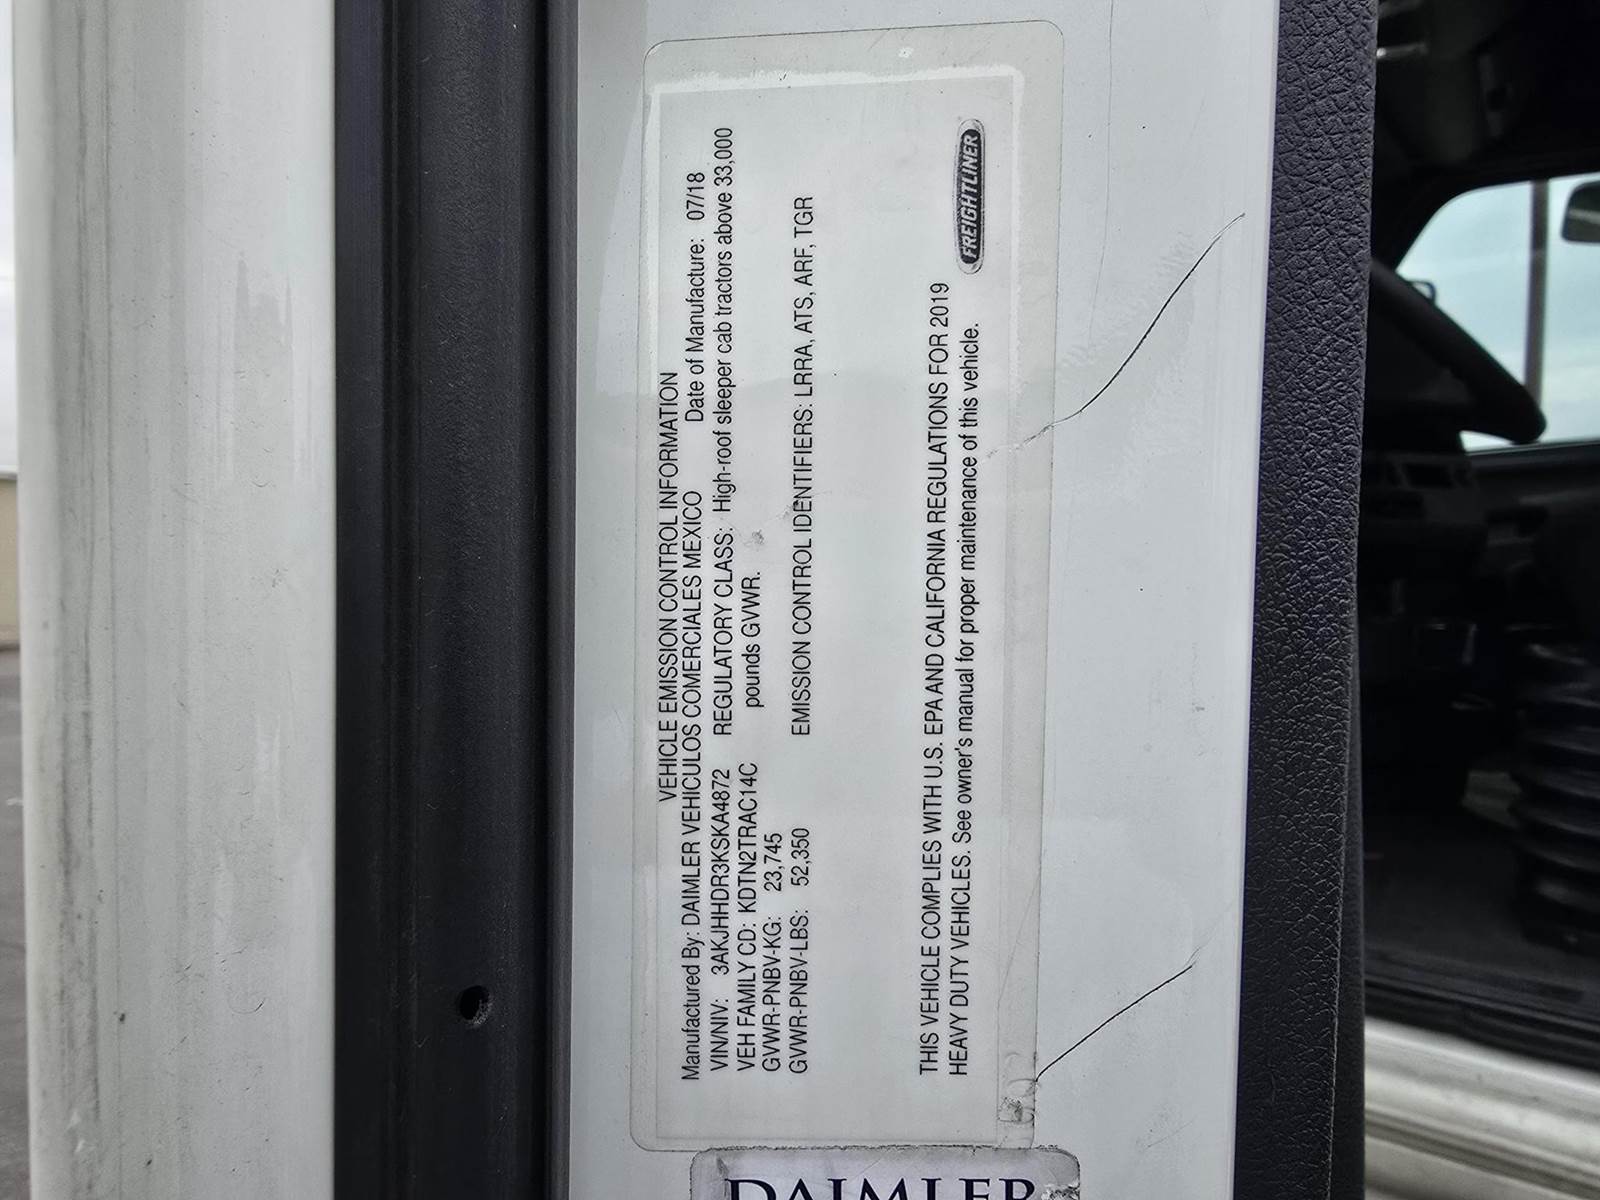 VEHICLE EMISSION CONTROL INFORMATION
Manufactured By: DAIMLER VEHICULOS COMERCIALES MEXICO Date of Manufacture: 07/18
VIN/NIV: 3AKJHHDR3KSKA4872 REGULATORY CLASS: High-roof sleeper cab tractors above 33,000
VEH FAMILY CD: KDTN2TRAC14C pounds GVWR.
GVWR-PNBV-KG: 23,745
GVWR-PNBV-LBS: 52,350 EMISSION CONTROL IDENTIFIERS: LRRA, ATS, ARF, TGR
THIS VEHICLE COMPLIES WITH U.S. EPA AND CALIFORNIA REGULATIONS FOR 2019
HEAVY DUTY VEHICLES. See owner's manual for proper maintenance of this vehicle.
FREIGHTLINER
DAIMLER